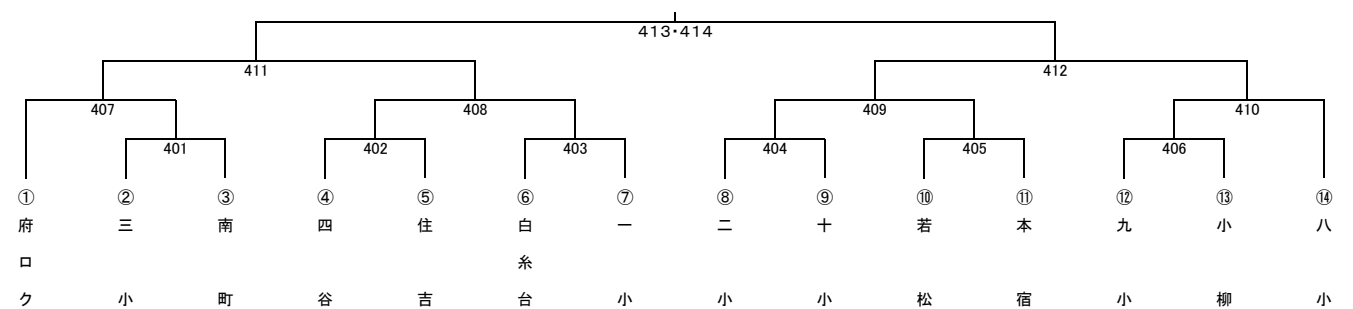 413・414
411
412
407
408
409
410
401
402
403
404
405
406
① ② ③ ④ ⑤ ⑥ ⑦ ⑧ ⑨ ⑩ ⑪ ⑫ ⑬ ⑭
府ロク
三小
南町
四谷
住吉
白糸台
一小
二小
十小
若松
本宿
九小
小柳
八小